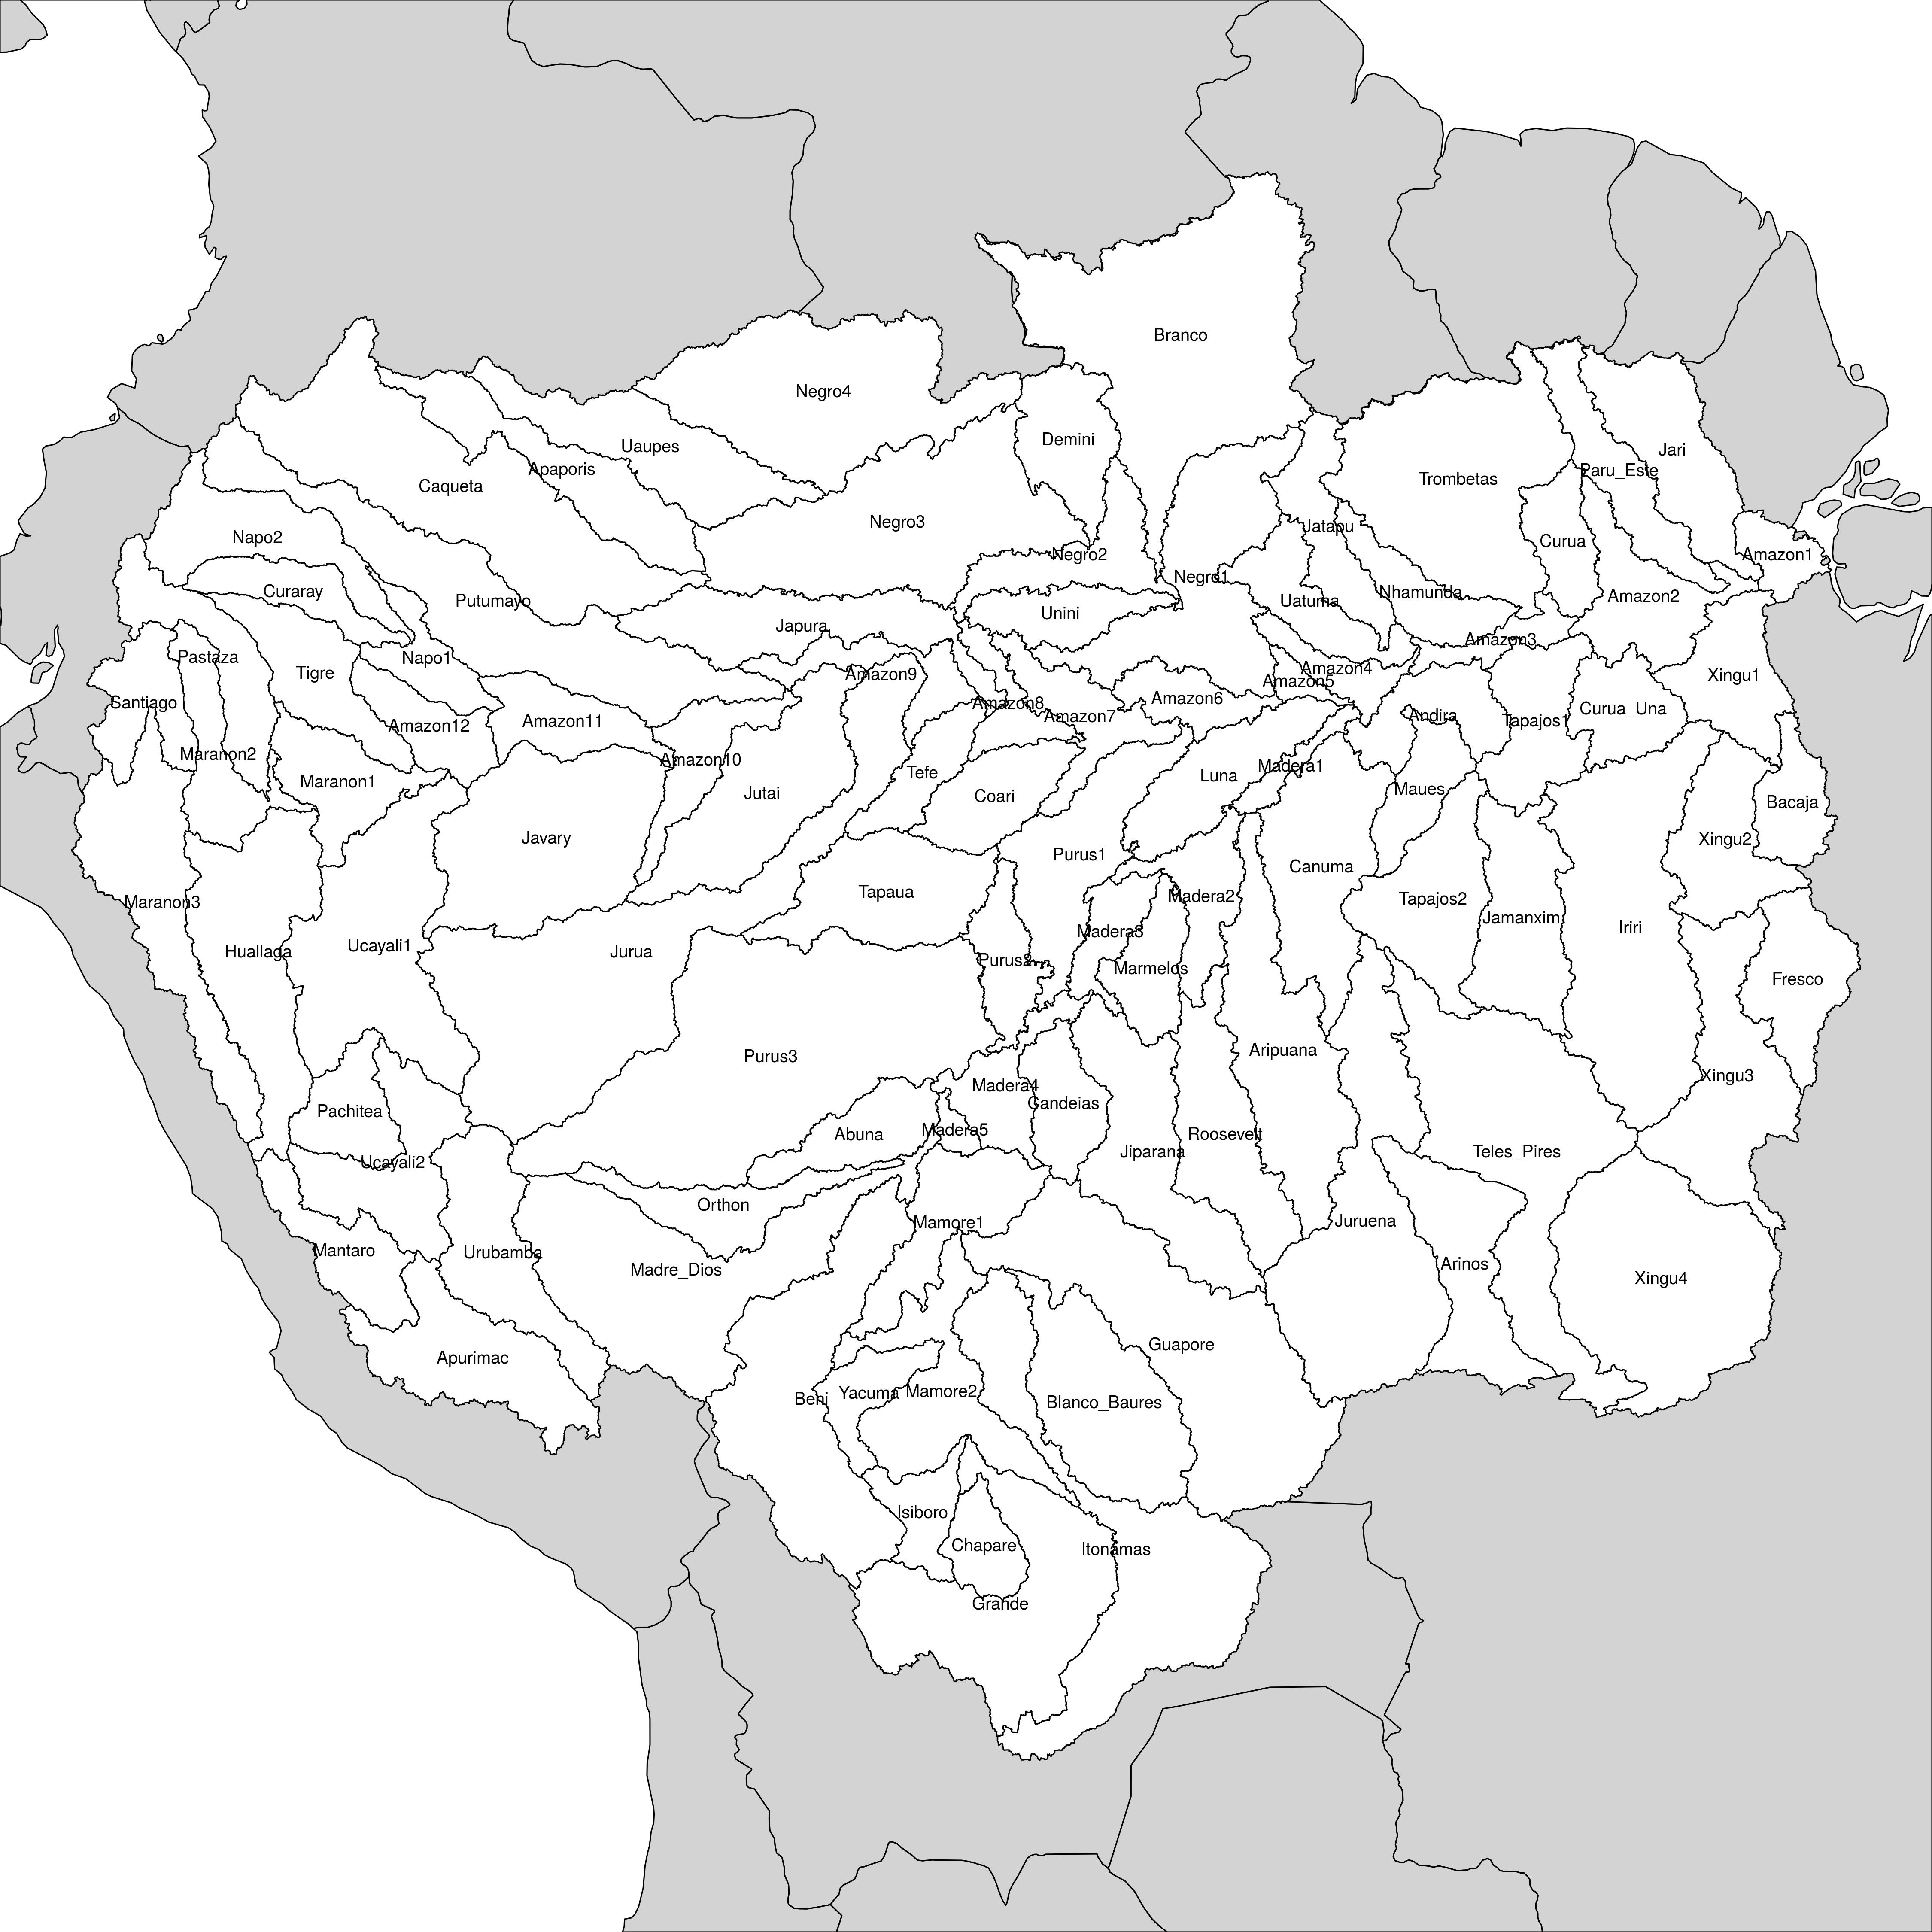 Branco
Negro4
Demini
Uaupes
Jari
Apaporis
Paru_Este
Trombetas
Caqueta
Negro3
Jatapu
Napo2
Curua
Negro2
Amazon1
Negro1
Curaray
Nhamunda
Amazon2
Putumayo
Uatuma
Unini
Japura
Amazon3
Pastaza
Napo1
Amazon4
Tigre
Amazon9
Xingu1
Amazon5
Amazon6
Santiago
Amazon8
Curua_Una
Amazon7
Andira
Amazon11
Tapajos1
Amazon12
Maranon2
Amazon10
Madera1
Tefe
Luna
Maranon1
Maues
Jutai
Coari
Bacaja
Javary
Xingu2
Purus1
Canuma
Tapaua
Madera2
Tapajos2
Maranon3
Jamanxim
Iriri
Madera3
Ucayali1
Huallaga
Jurua
Purus2
Marmelos
Fresco
Aripuana
Purus3
Xingu3
Madera4
Candeias
Pachitea
Madera5
Abuna
Roosevelt
Jiparana
Teles_Pires
Ucayali2
Orthon
Juruena
Mamore1
Mantaro
Urubamba
Arinos
Madre_Dios
Xingu4
Guapore
Apurimac
Yacuma
Mamore2
Beni
Blanco_Baures
Isiboro
Chapare
Itonamas
Grande